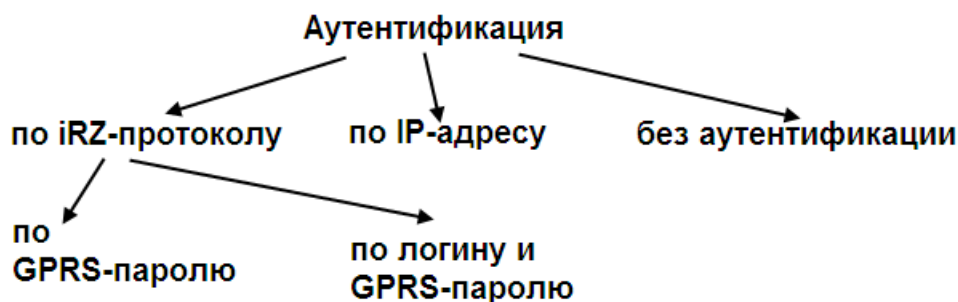 Аутентификация
по iRZ-протоколу
по IP-адресу
без аутентификации
по
GPRS-паролю
по логину и
GPRS-паролю